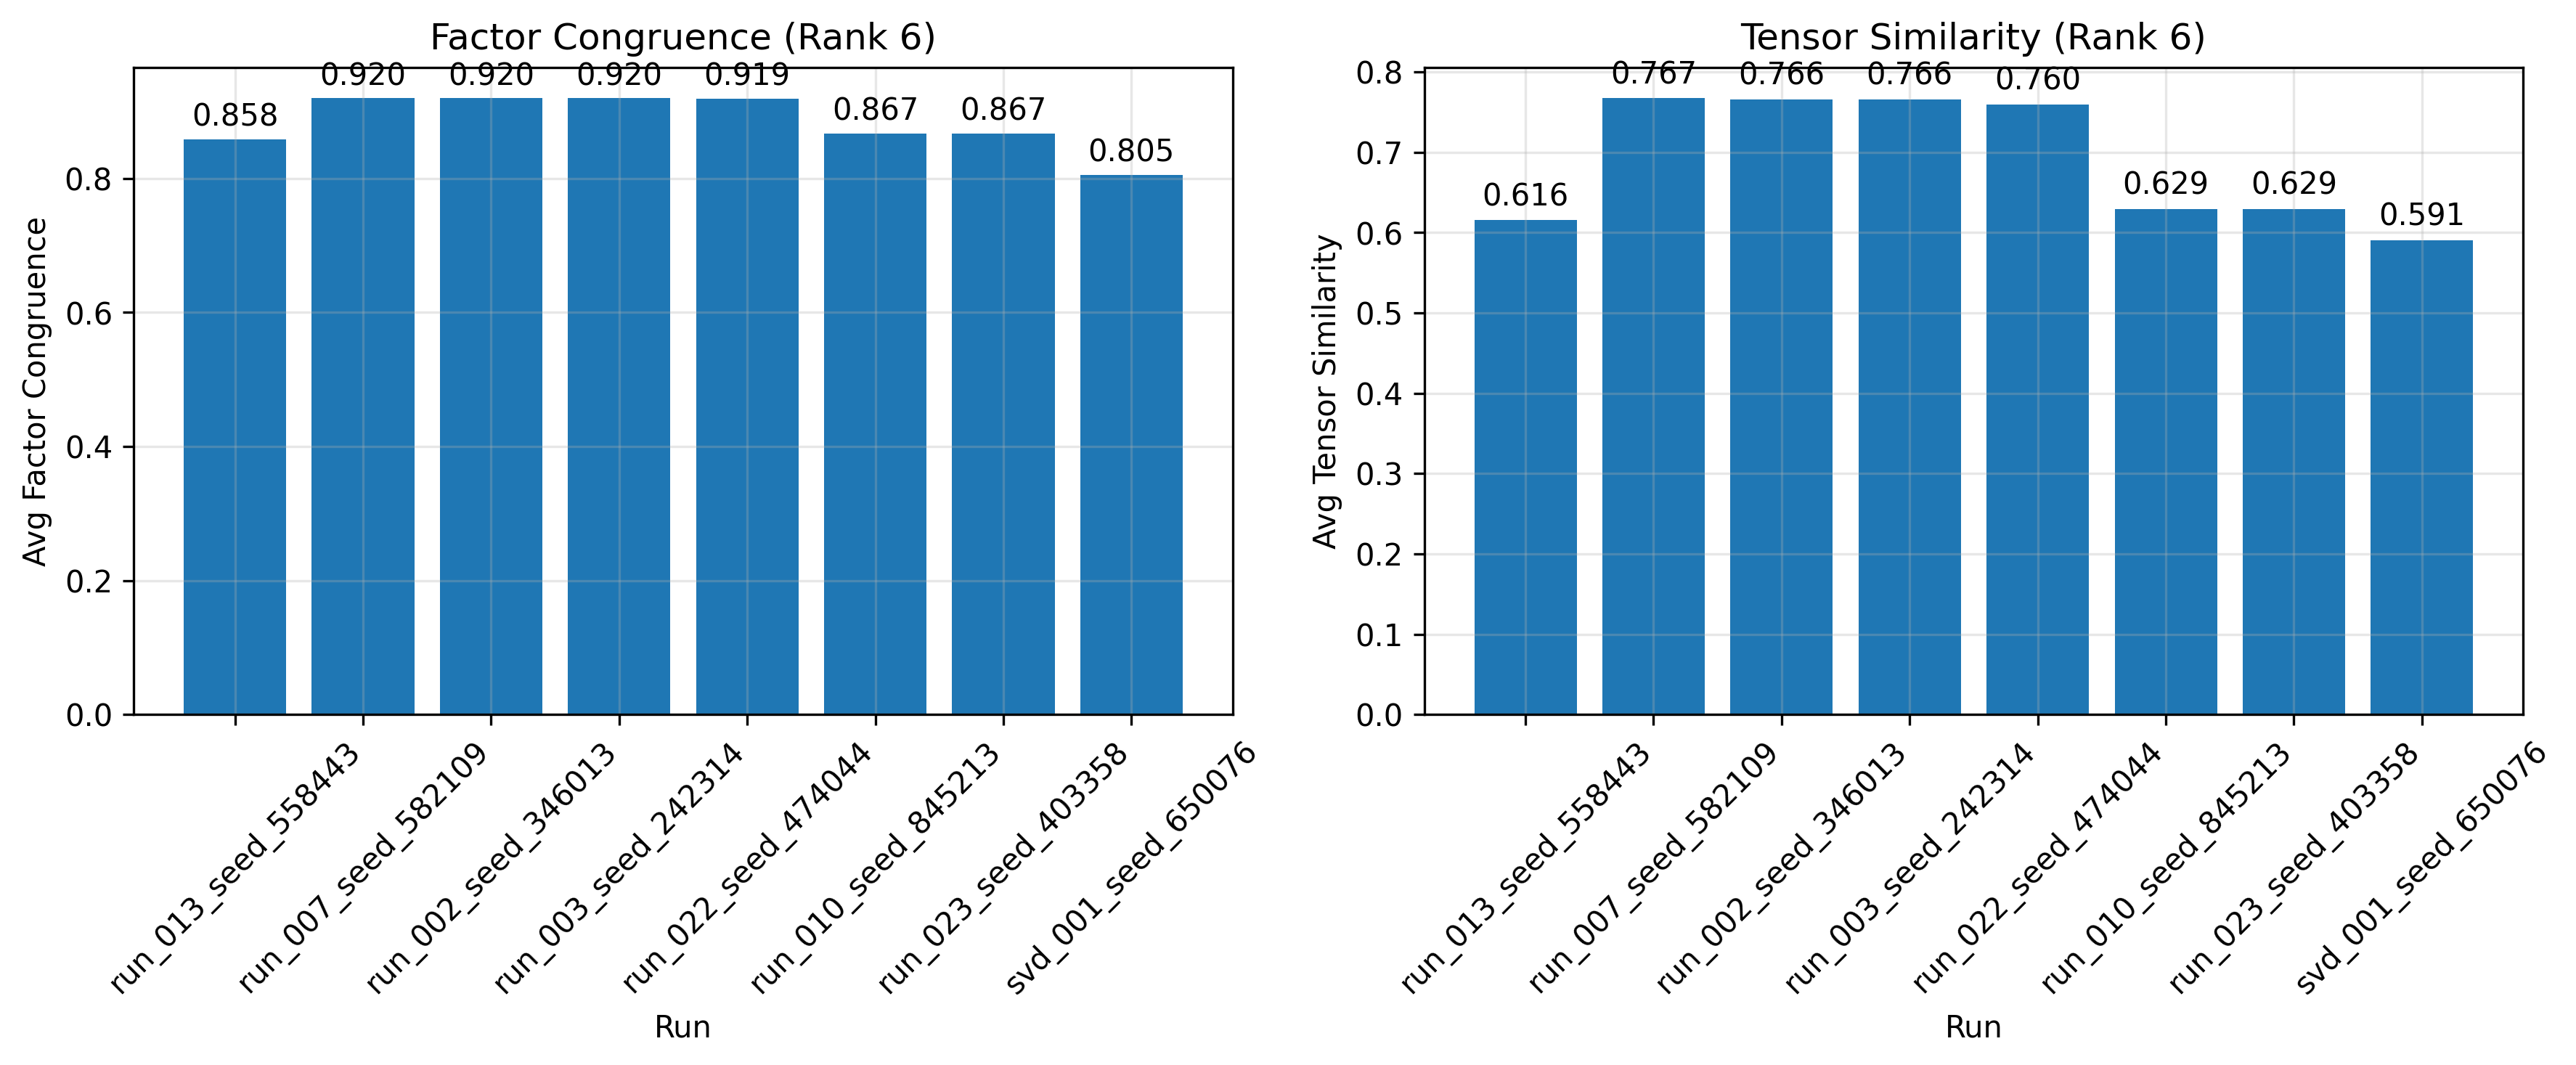 Factor Congruence (Rank 6)
Avg Factor Congruence
0.8
0.6
0.4
0.2
0.0
0.858
0.920
0.920
0.920
0.919
0.867
0.867
0.805
run_013_seed_558443
run_007_seed_582109
run_002_seed_346013
run_003_seed_242314
run_022_seed_474044
run_010_seed_845213
run_023_seed_403358
svd_001_seed_650076
Run
Tensor Similarity (Rank 6)
Avg Tensor Similarity
0.8
0.7
0.6
0.5
0.4
0.3
0.2
0.1
0.0
0.616
0.767
0.766
0.766
0.760
0.629
0.629
0.591
run_013_seed_558443
run_007_seed_582109
run_002_seed_346013
run_003_seed_242314
run_022_seed_474044
run_010_seed_845213
run_023_seed_403358
svd_001_seed_650076
Run